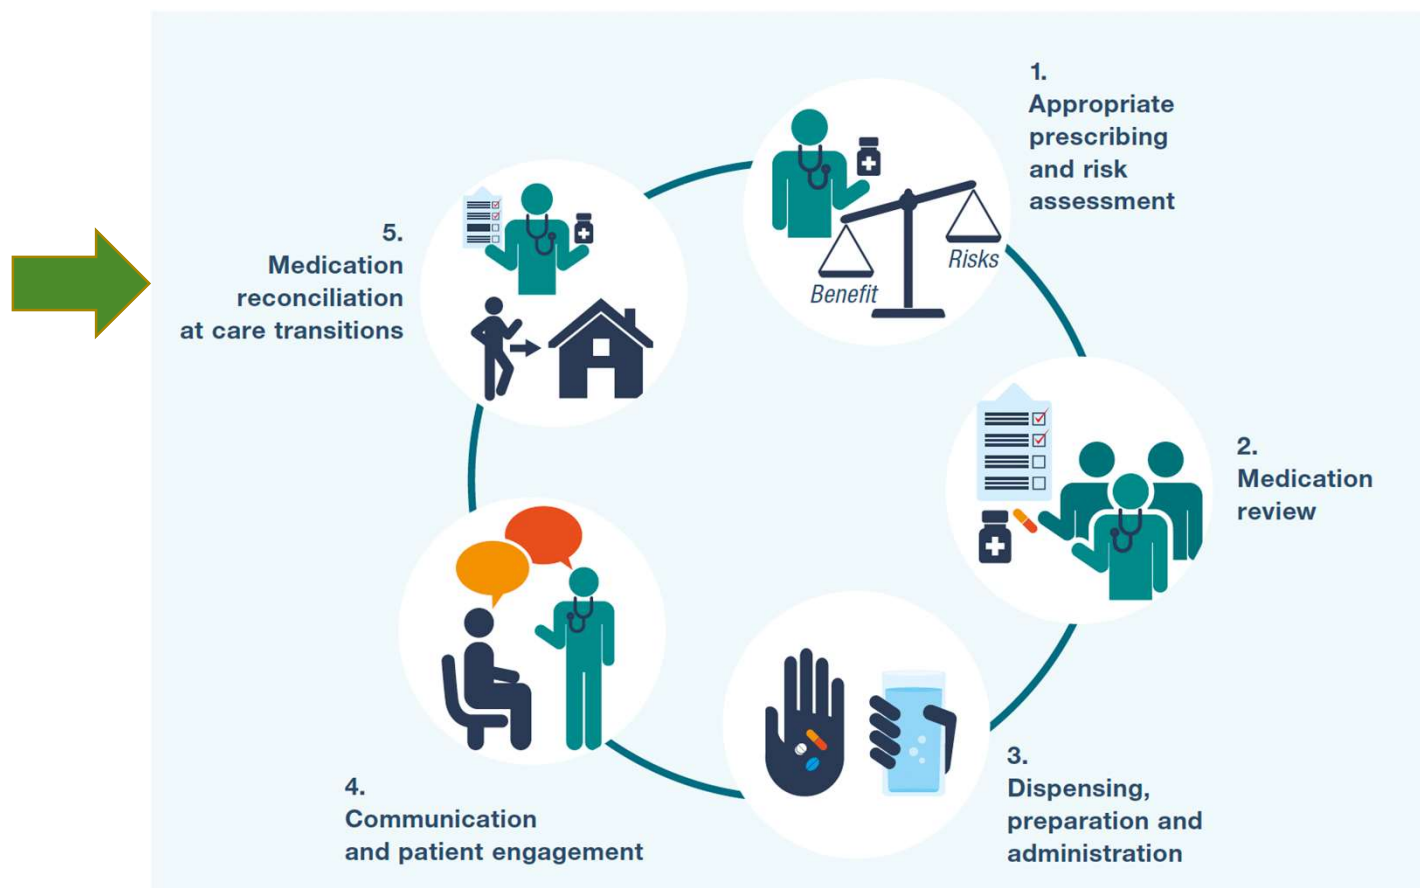 1.
Appropriate
prescribing
and risk
assessment
Risks
Benefit
2.
Medication
review
3.
Dispensing,
preparation and
administration
4.
Communication
and patient engagement
5.
Medication
reconciliation
at care transitions